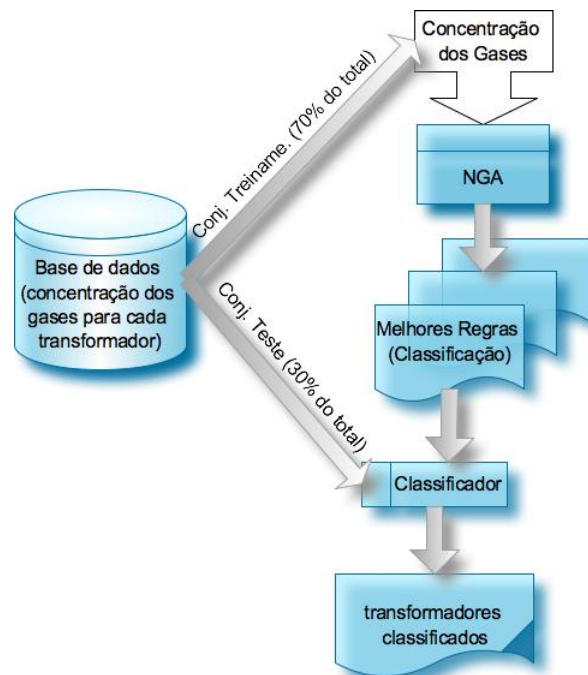 Concentração
dos Gases
Conj. Treiname. (70% do total)
NGA
Base de dados
(concentração dos
gases para cada
transformador)
Conj. Teste (30% do total)
Melhores Regras
(Classificação)
Classificador
transformadores
classificados